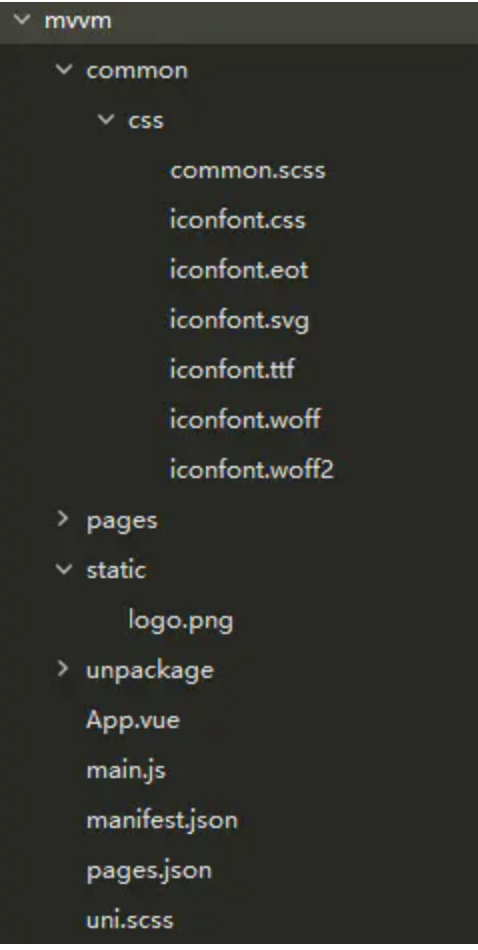 mvvm
common
css
common.scss
iconfont.css
iconfont.eot
iconfont.svg
iconfont.ttf
iconfont.woff
iconfont.woff2
pages
static
logo.png
unpackage
App.vue
main.js
manifest.json
pages.json
uni.scss